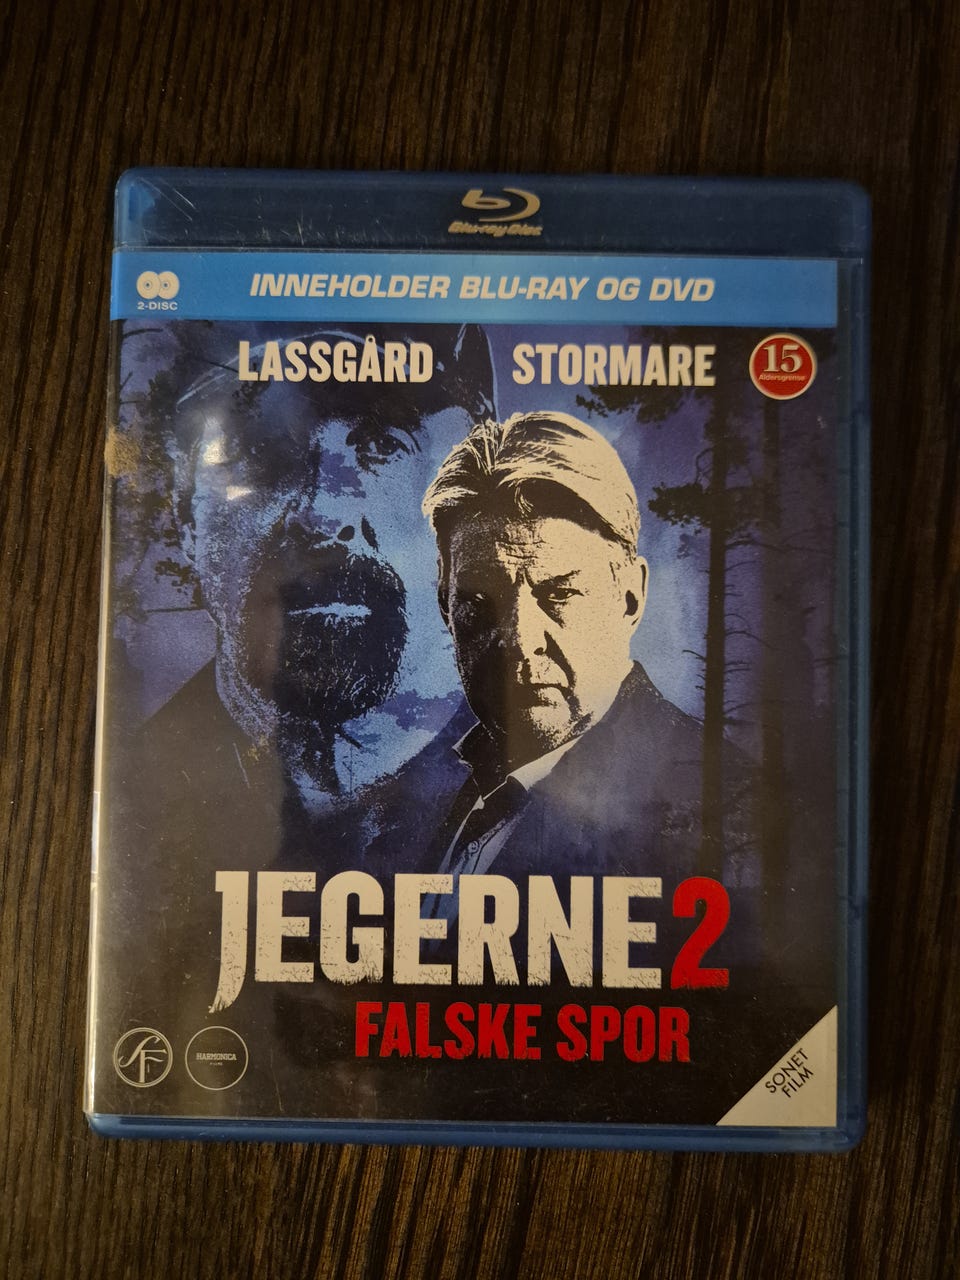 Blu-ray Disc
2-DISC
INNEHOLDER BLU-RAY OG DVD
LASSGÅRD
STORMARE
15
Aldersgrense
JEGERNE 2
FALSKE SPOR
SF
HARMONICA
FILMS
SONET
FILM